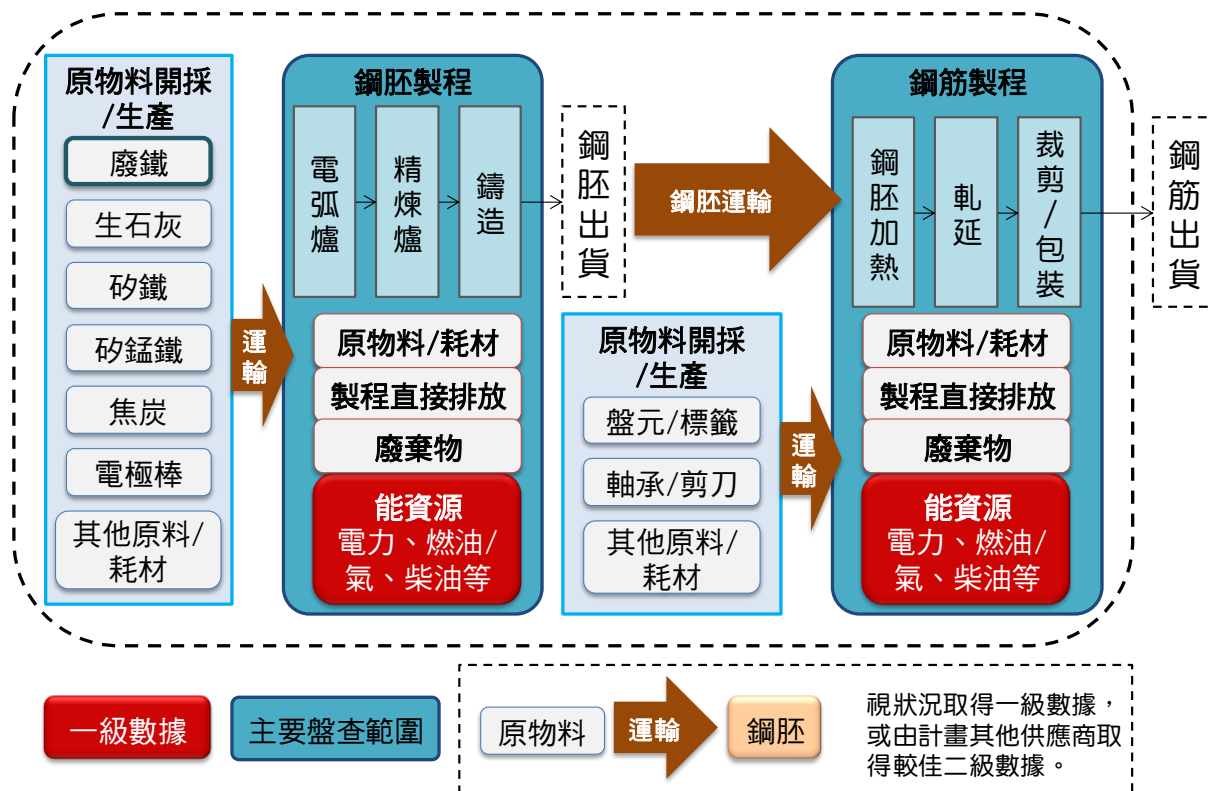 原物料開採
/生產
廢鐵
生石灰
矽鐵
矽錳鐵
焦炭
電極棒
其他原料/
耗材
運
輸
鋼胚製程
電弧爐
精煉爐
鑄造
原物料/耗材
製程直接排放
廢棄物
能資源
電力、燃油/
氣、柴油等
鋼胚出貨
鋼胚運輸
原物料開採
/生產
盤元/標籤
軸承/剪刀
其他原料/
耗材
運
輸
鋼筋製程
鋼胚加熱
軋延
裁剪/包裝
原物料/耗材
製程直接排放
廢棄物
能資源
電力、燃油/
氣、柴油等
鋼筋出貨
一級數據
主要盤查範圍
原物料
運輸
鋼胚
視狀況取得一級數據，
或由計畫其他供應商取
得較佳二級數據。